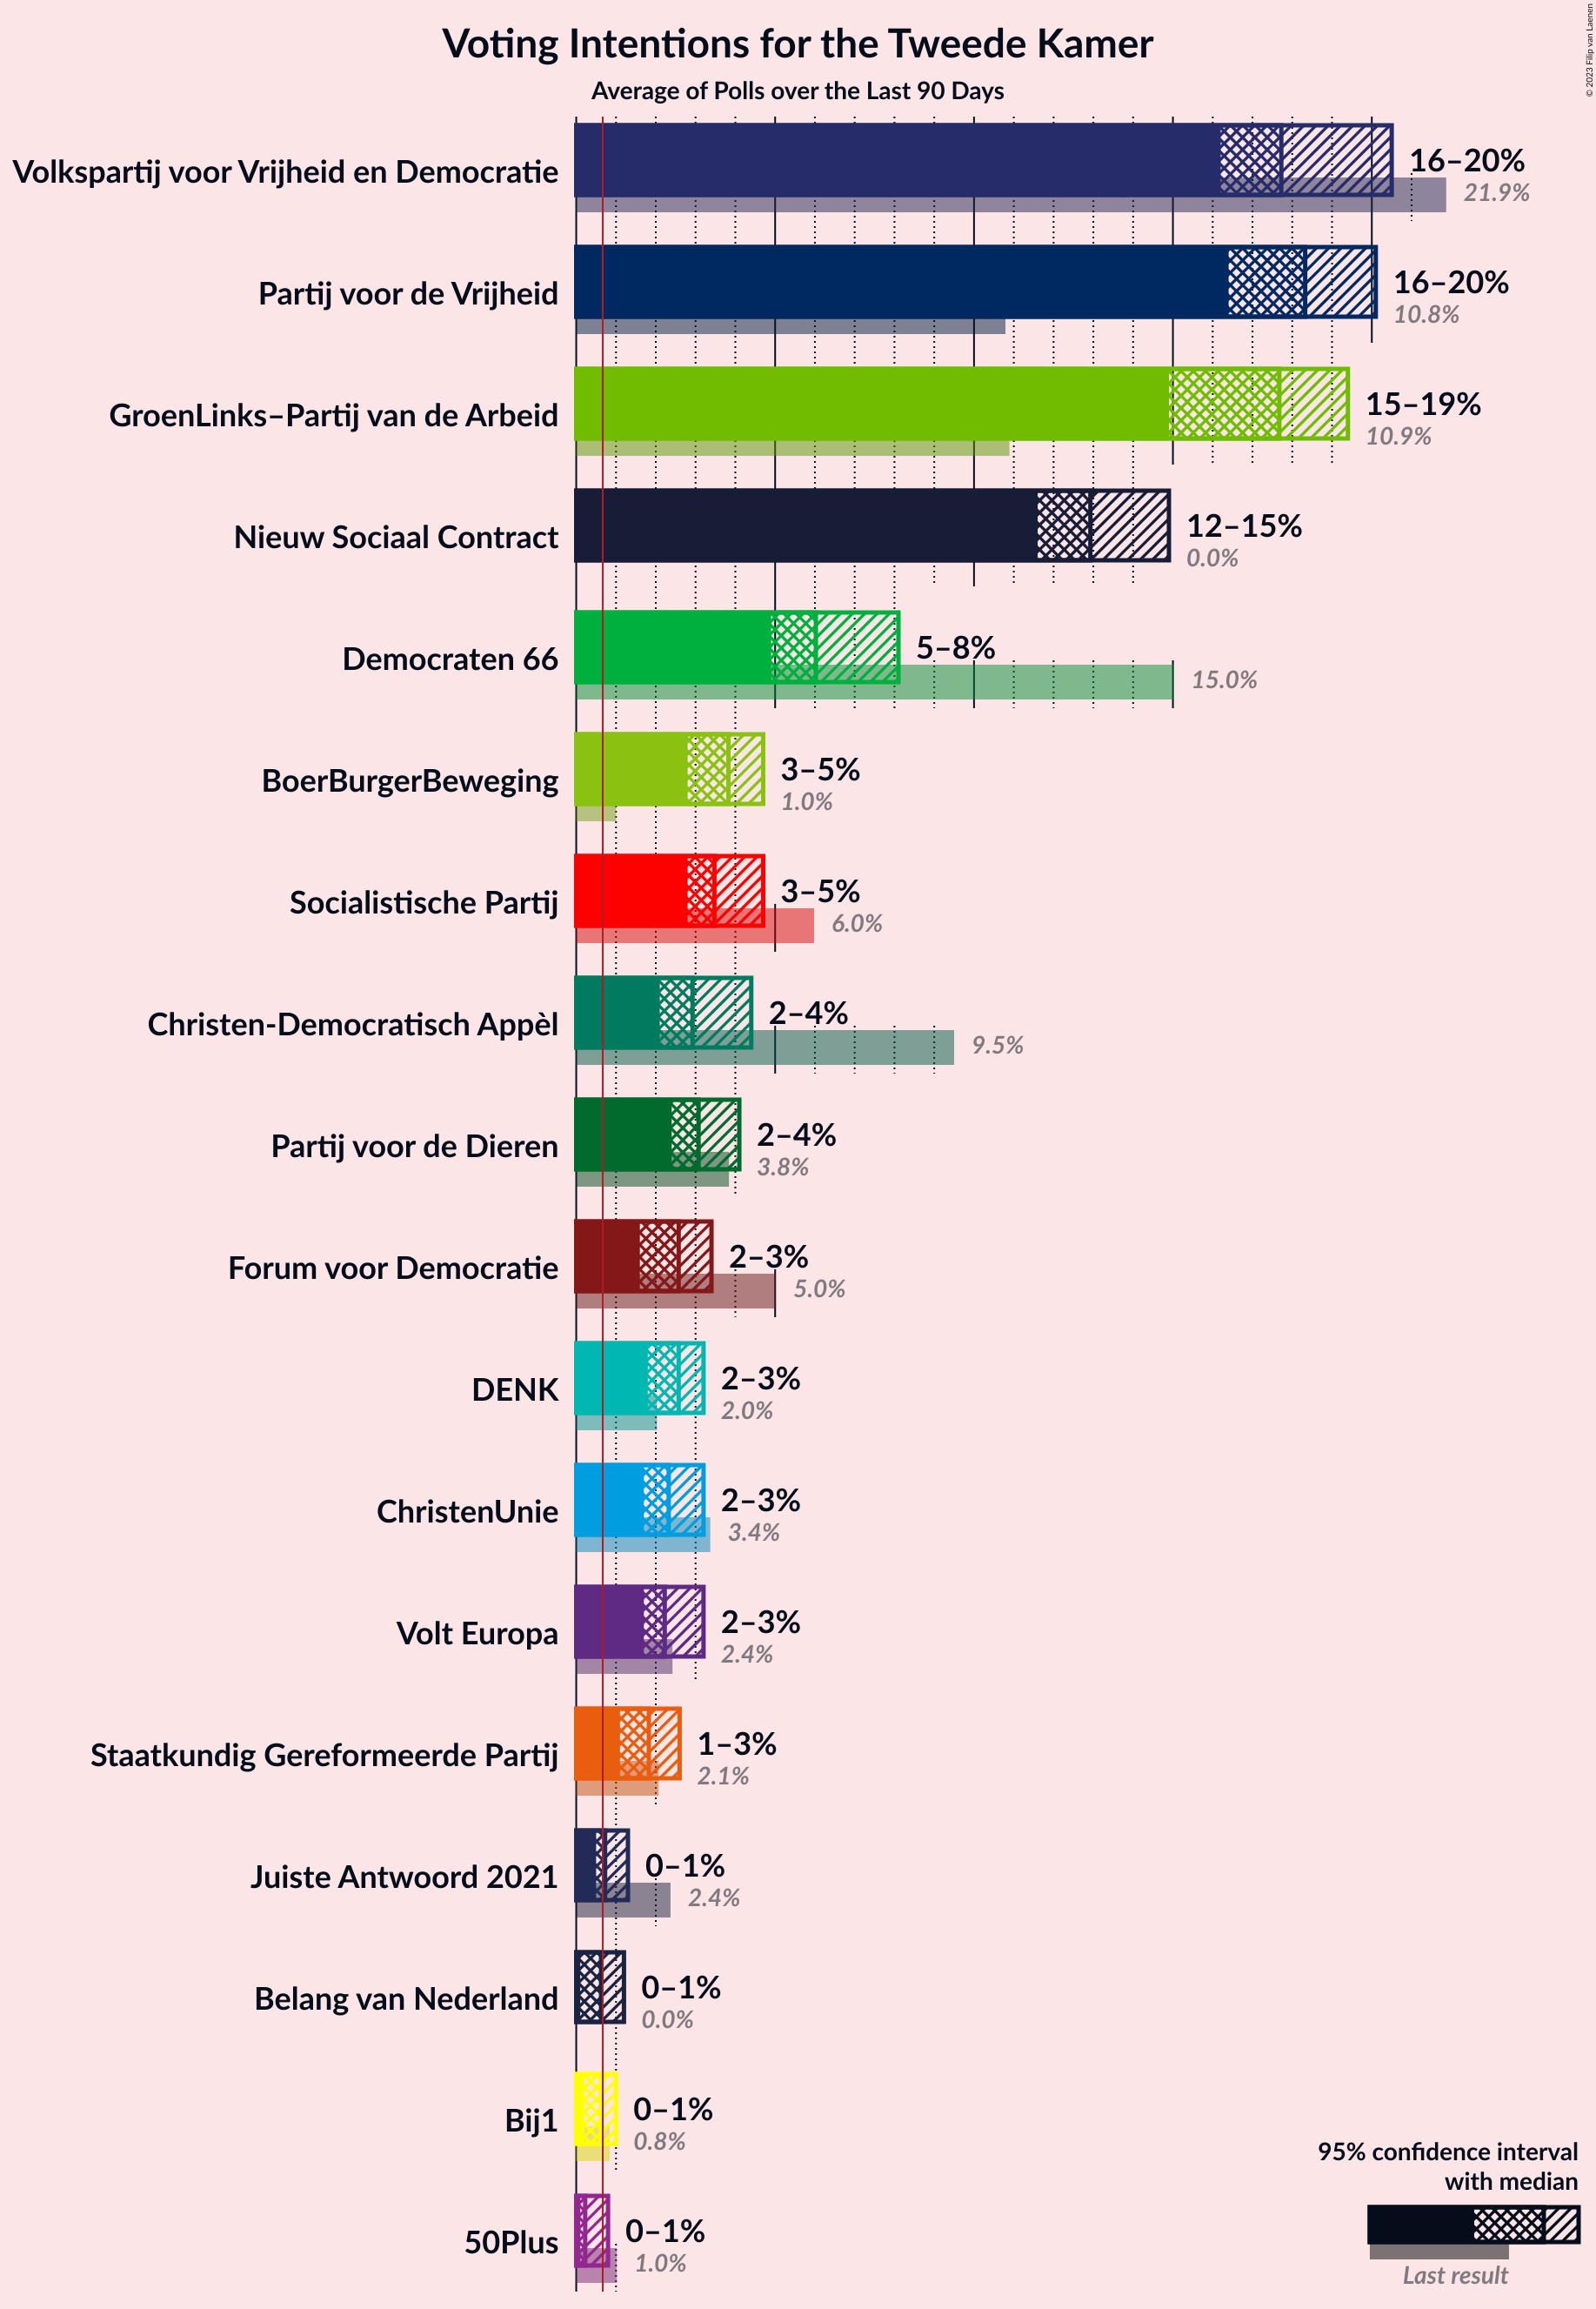 Voting Intentions for the Tweede Kamer
Average of Polls over the Last 90 Days
© 2023 Filip van Laenen
Volkspartij voor Vrijheid en Democratie
16–20%
21.9%
Partij voor de Vrijheid
16–20%
10.8%
GroenLinks–Partij van de Arbeid
15–19%
10.9%
Nieuw Sociaal Contract
12–15%
0.0%
Democraten 66
5–8%
15.0%
BoerBurgerBeweging
3–5%
1.0%
Socialistische Partij
3–5%
6.0%
Christen-Democratisch Appèl
2–4%
9.5%
Partij voor de Dieren
2–4%
3.8%
Forum voor Democratie
2–3%
5.0%
DENK
2–3%
2.0%
ChristenUnie
2–3%
3.4%
Volt Europa
2–3%
2.4%
Staatkundig Gereformeerde Partij
1–3%
2.1%
Juiste Antwoord 2021
0–1%
2.4%
Belang van Nederland
0–1%
0.0%
Bij1
0–1%
0.8%
50Plus
0–1%
1.0%
95% confidence interval
with median
Last result